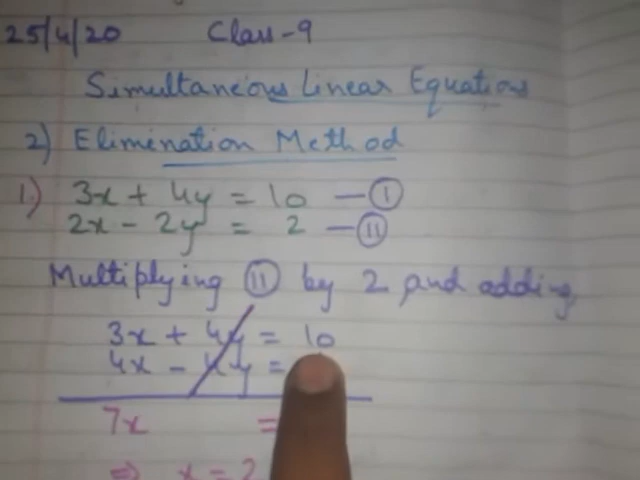 25/4/20 Class-9
Simultaneous Linear Equations
2) Elimination Method
1.) 3x + 4y = 10 — I
2x - 2y = 2 — II
Multiplying II by 2 and adding
3x + 4y = 10
4x - 4y =
7x =
⇒ x = 2